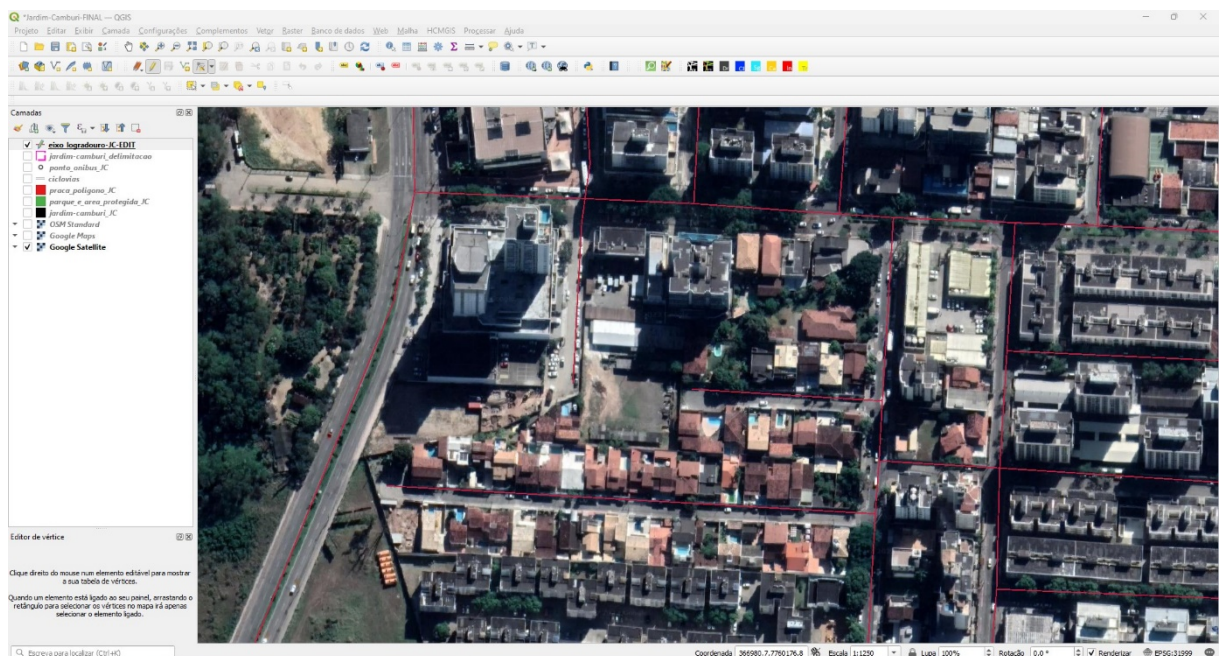 *Jardim-Camburi-FINAL — QGIS
Projeto Editar Exibir Camada Configurações Complementos Vetor Raster Banco de dados Web Malha HCMGIS Processar Ajuda
Camadas
eixo_logradouro-JC-EDIT
jardim-camburi_delimitacao
ponto_onibus_JC
ciclovias
praca_poligono_JC
parque_e_area_protegida_JC
jardim-camburi_JC
OSM Standard
Google Maps
Google Satellite
Editor de vértice
Clique direito do mouse num elemento editável para mostrar
a sua tabela de vértices.
Quando um elemento está ligado ao seu painel, arrastando o
retângulo para selecionar os vértices no mapa irá apenas
selecionar o elemento ligado.
Escreva para localizar (Ctrl+K)
Coordenada 366980.7,7760176.8 Escala 1:1250 Lupa 100% Rotação 0,0 ° Renderizar EPSG:31999